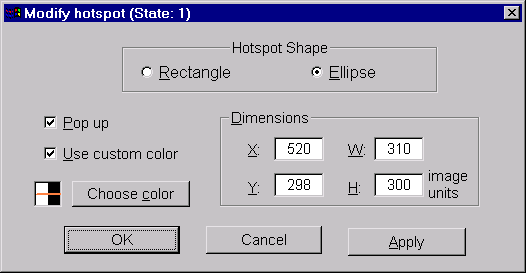 Modify hotspot (State: 1)
Hotspot Shape
Rectangle
Ellipse
Pop up
Use custom color
Choose color
Dimensions
X: 520 W: 310
Y: 298 H: 300 image units
OK Cancel Apply